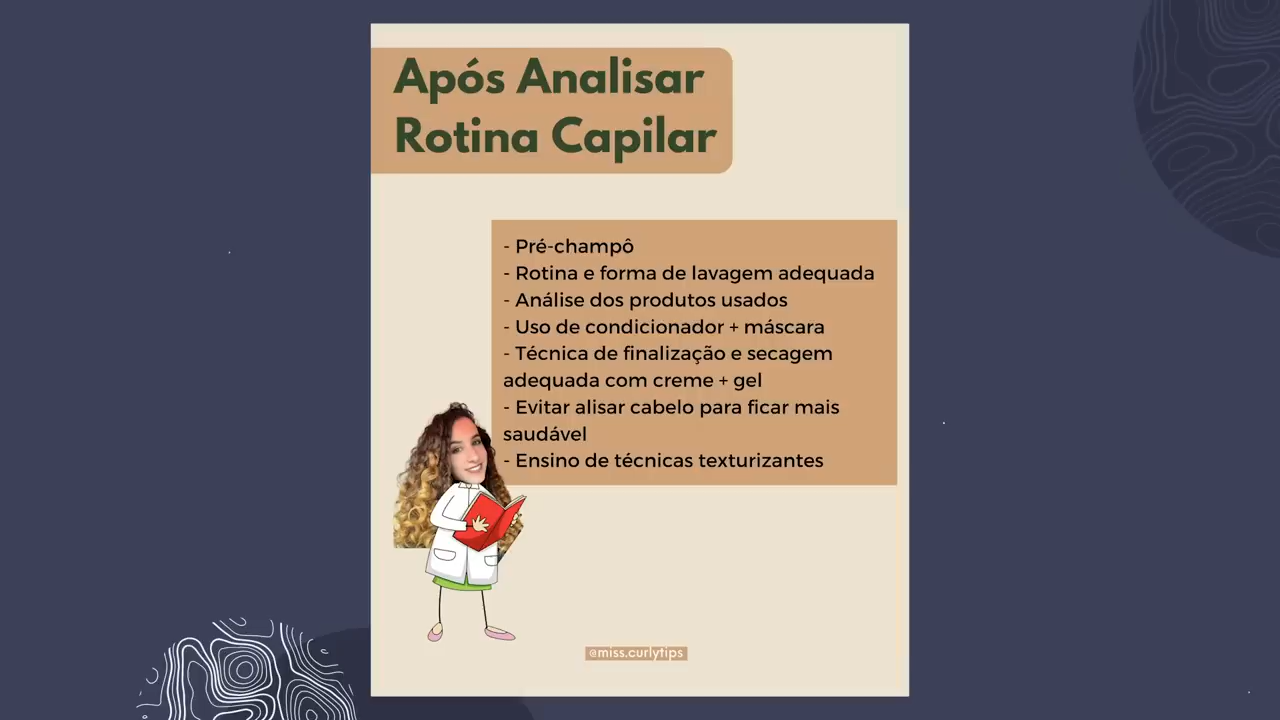 Após Analisar
Rotina Capilar
- Pré-champô
- Rotina e forma de lavagem adequada
- Análise dos produtos usados
- Uso de condicionador + máscara
- Técnica de finalização e secagem
adequada com creme + gel
- Evitar alisar cabelo para ficar mais
saudável
- Ensino de técnicas texturizantes
@miss.curlytips